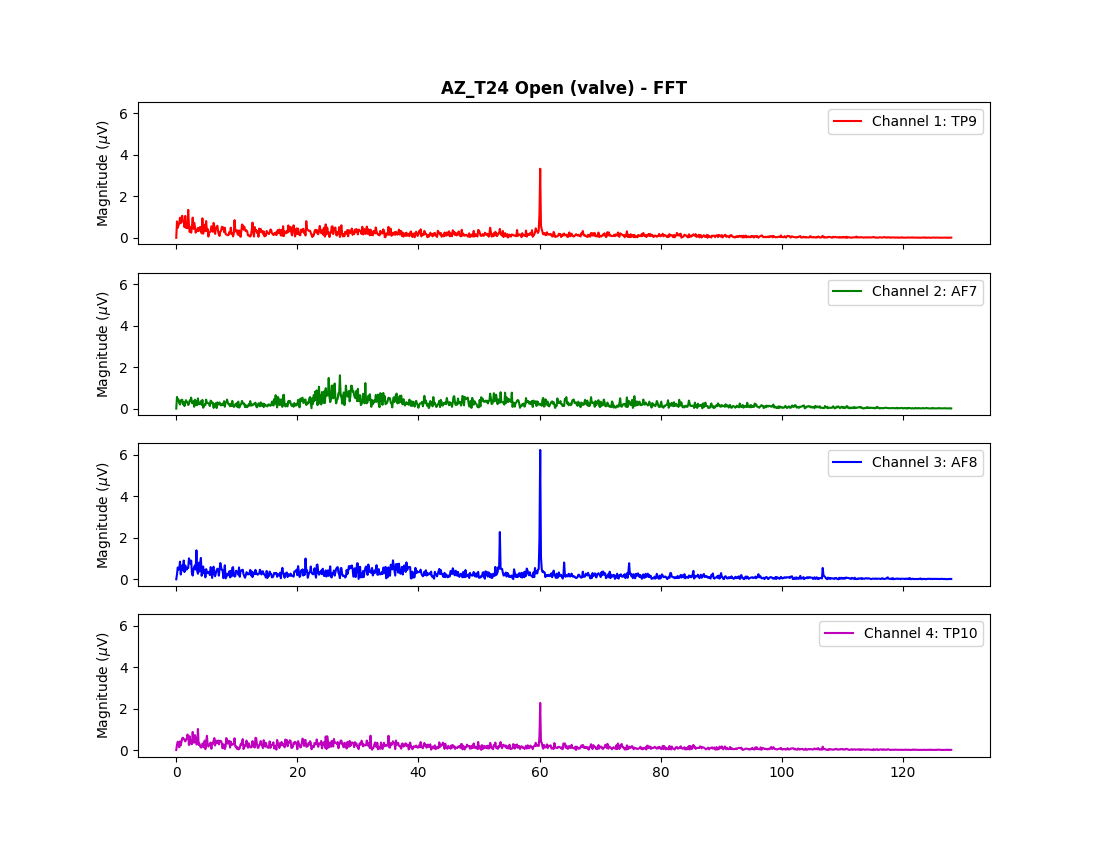 AZ_T24 Open (valve) - FFT
6
4
2
0
Magnitude (μV)
Channel 1: TP9
6
4
2
0
Magnitude (μV)
Channel 2: AF7
6
4
2
0
Magnitude (μV)
Channel 3: AF8
6
4
2
0
Magnitude (μV)
Channel 4: TP10
0 20 40 60 80 100 120